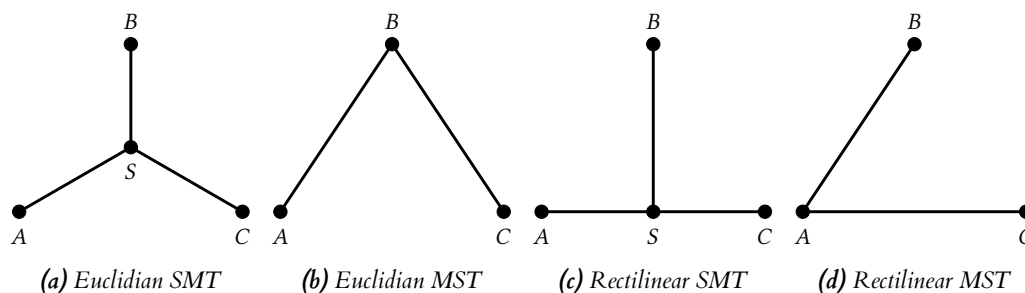 B B B B
S
A C A C A S C A C
(a) Euclidian SMT (b) Euclidian MST (c) Rectilinear SMT (d) Rectilinear MST